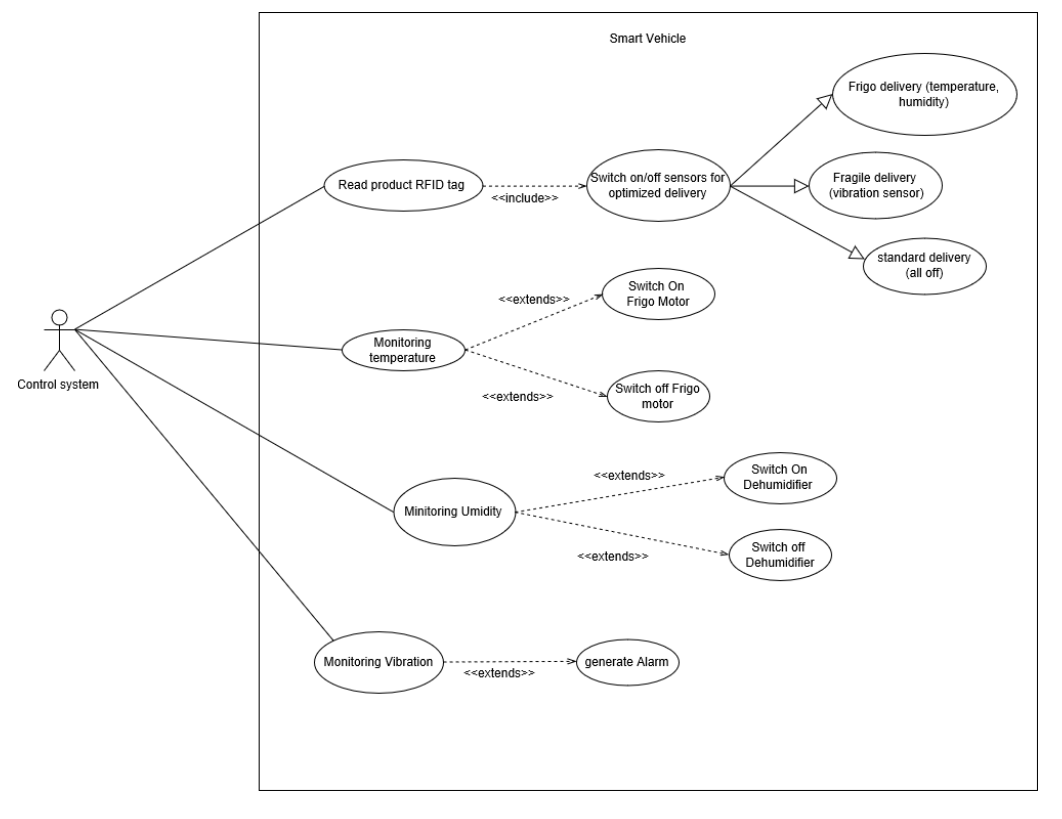 Smart Vehicle
Frigo delivery (temperature,
humidity)
Read product RFID tag
<<include>>
Switch on/off sensors for
optimized delivery
Fragile delivery
(vibration sensor)
standard delivery
(all off)
Control system
Monitoring
temperature
<<extends>>
Switch On
Frigo Motor
<<extends>>
Switch off Frigo
motor
Minitoring Umidity
<<extends>>
Switch On
Dehumidifier
<<extends>>
Switch off
Dehumidifier
Monitoring Vibration
<<extends>>
generate Alarm